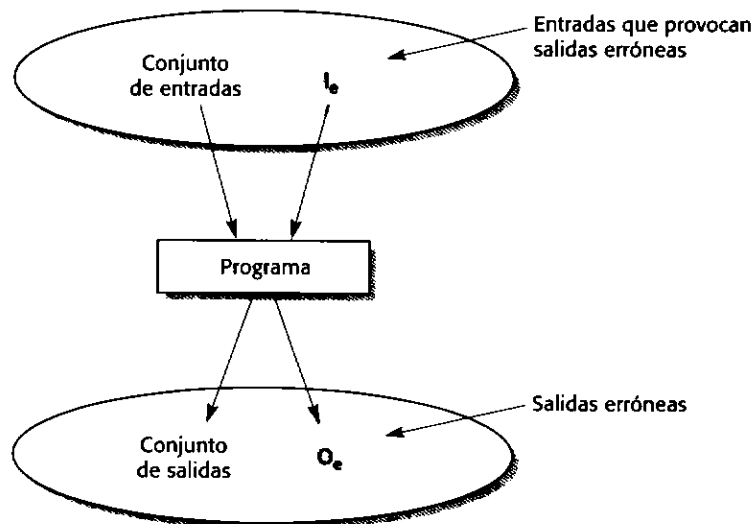 Entradas que provocan
salidas erróneas
Conjunto
de entradas
Iₑ
Programa
Salidas erróneas
Conjunto
de salidas
Oₑ